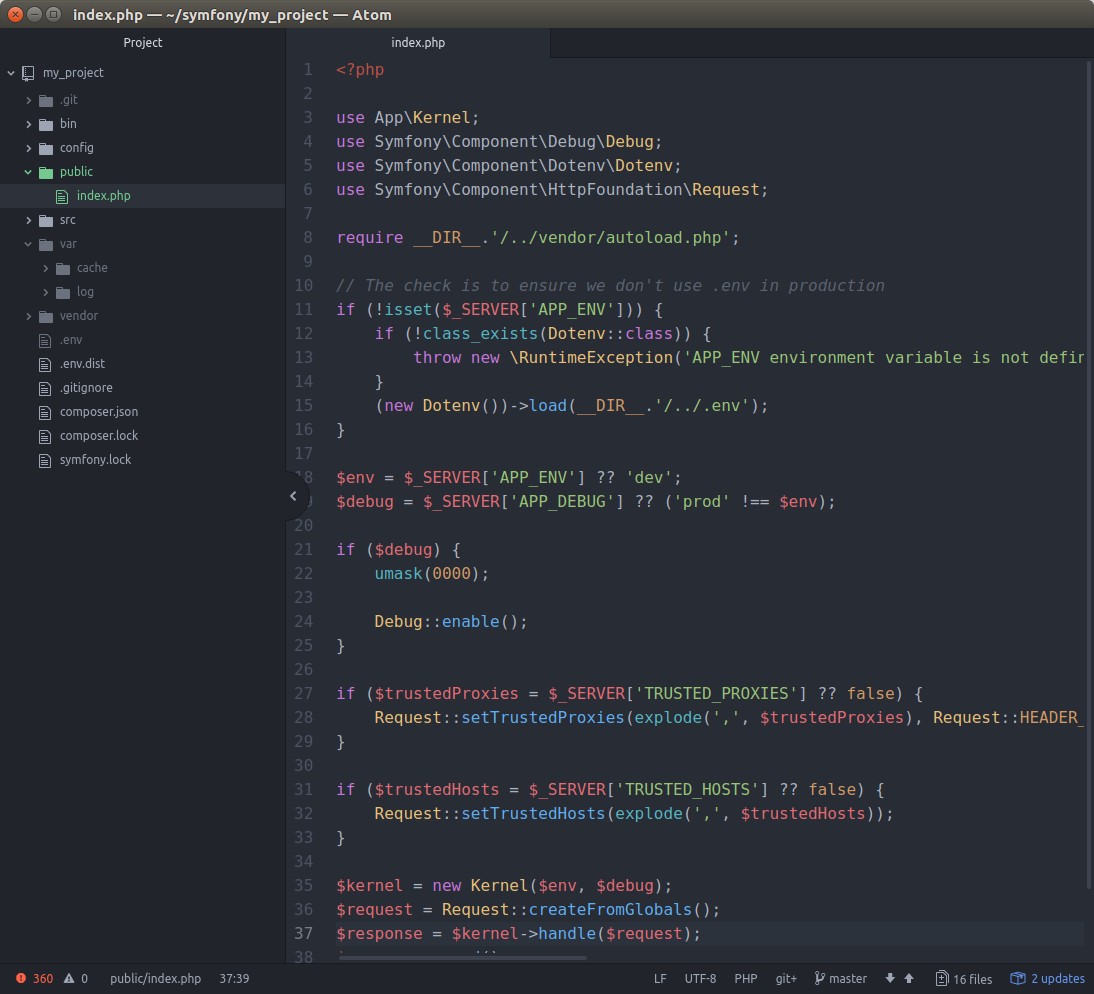 index.php — ~/symfony/my_project — Atom
Project
my_project
.git
bin
config
public
index.php
src
var
cache
log
vendor
.env
.env.dist
.gitignore
composer.json
composer.lock
symfony.lock
index.php
1 <?php
2
3 use App\Kernel;
4 use Symfony\Component\Debug\Debug;
5 use Symfony\Component\Dotenv\Dotenv;
6 use Symfony\Component\HttpFoundation\Request;
7
8 require __DIR__.'/../vendor/autoload.php';
9
10 // The check is to ensure we don't use .env in production
11 if (!isset($_SERVER['APP_ENV'])) {
12     if (!class_exists(Dotenv::class)) {
13         throw new \RuntimeException('APP_ENV environment variable is not defin
14     }
15     (new Dotenv())->load(__DIR__.'/../.env');
16 }
17
18 $env = $_SERVER['APP_ENV'] ?? 'dev';
$debug = $_SERVER['APP_DEBUG'] ?? ('prod' !== $env);
20
21 if ($debug) {
22     umask(0000);
23
24     Debug::enable();
25 }
26
27 if ($trustedProxies = $_SERVER['TRUSTED_PROXIES'] ?? false) {
28     Request::setTrustedProxies(explode(',', $trustedProxies), Request::HEADER_
29 }
30
31 if ($trustedHosts = $_SERVER['TRUSTED_HOSTS'] ?? false) {
32     Request::setTrustedHosts(explode(',', $trustedHosts));
33 }
34
35 $kernel = new Kernel($env, $debug);
36 $request = Request::createFromGlobals();
37 $response = $kernel->handle($request);
38
360 0 public/index.php 37:39 LF UTF-8 PHP git+ master 16 files 2 updates